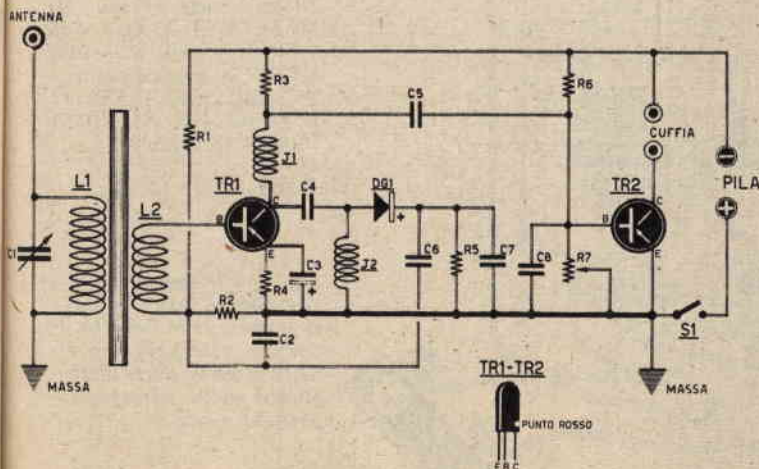 ANTENNA
R3
C5
R6
R1
CUFFIA
J1
L1
L2
TR1
C4
DG1
TR2
PILA
C
B
E
+
C1
C3
+
R4
J2
C6
R5
C7
C8
B
C
E
R7
R2
C2
S1
MASSA
TR1-TR2
MASSA
PUNTO ROSSO
E B C